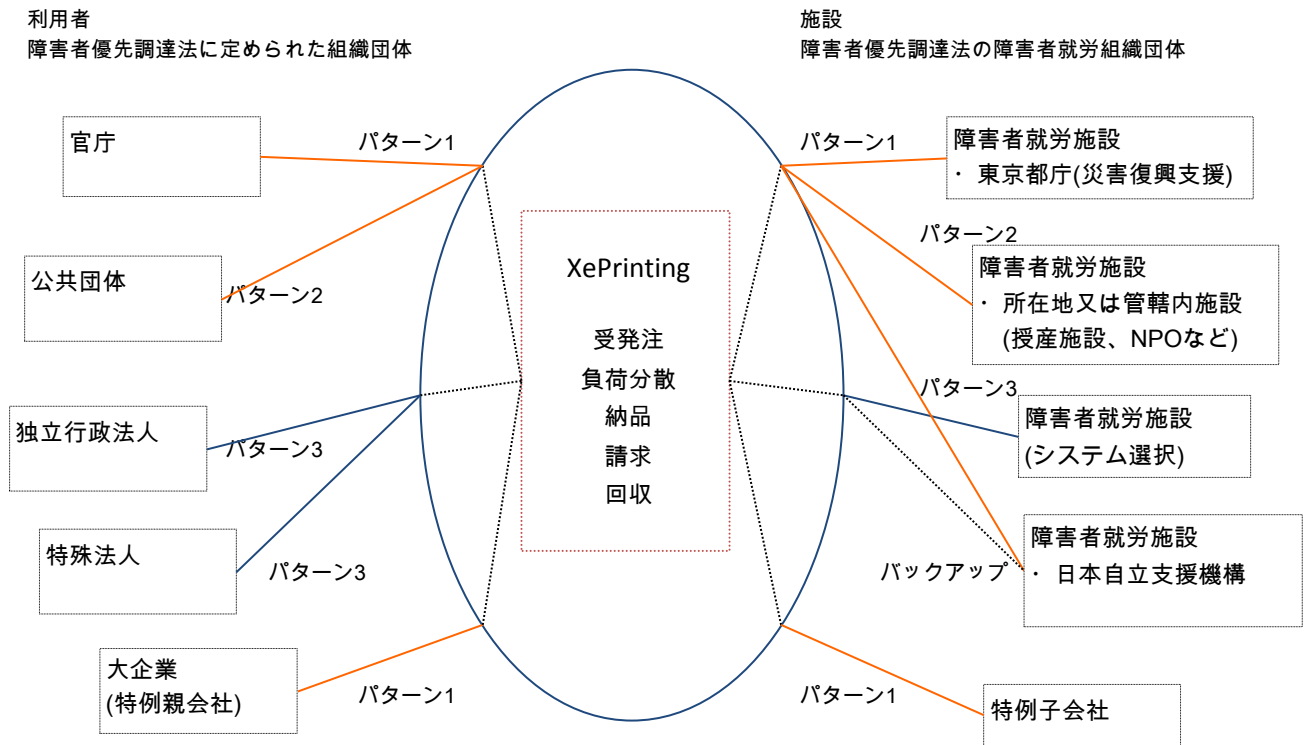 利用者
障害者優先調達法に定められた組織団体
施設
障害者優先調達法の障害者就労組織団体
官庁
パターン1
公共団体
パターン2
独立行政法人
パターン3
特殊法人
パターン3
大企業
(特例親会社)
パターン1
XePrinting
受発注
負荷分散
納品
請求
回収
パターン1
障害者就労施設
・ 東京都庁(災害復興支援)
パターン2
障害者就労施設
・ 所在地又は管轄内施設
(授産施設、NPOなど)
パターン3
障害者就労施設
(システム選択)
バックアップ
障害者就労施設
・ 日本自立支援機構
パターン1
特例子会社